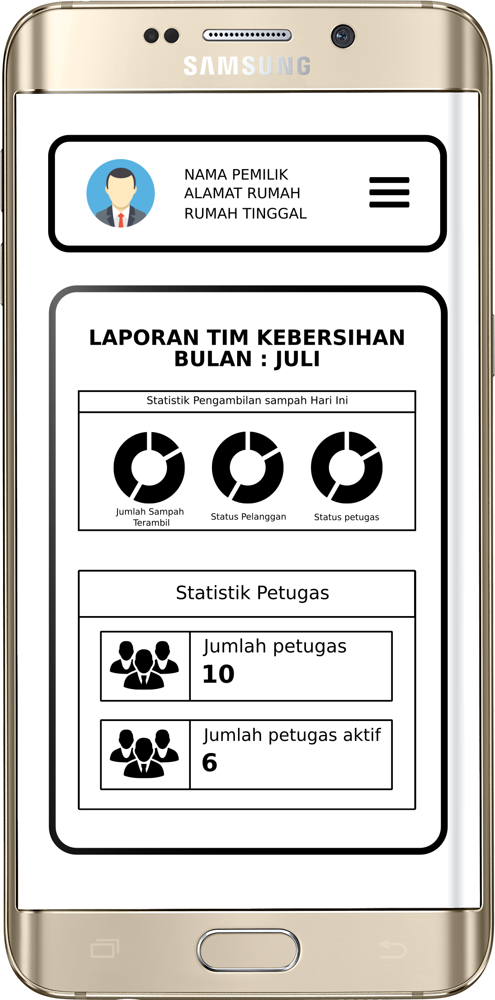 SAMSUNG
NAMA PEMILIK
ALAMAT RUMAH
RUMAH TINGGAL
LAPORAN TIM KEBERSIHAN
BULAN : JULI
Statistik Pengambilan sampah Hari Ini
Jumlah Sampah
Terambil
Status Pelanggan
Status petugas
Statistik Petugas
Jumlah petugas
10
Jumlah petugas aktif
6